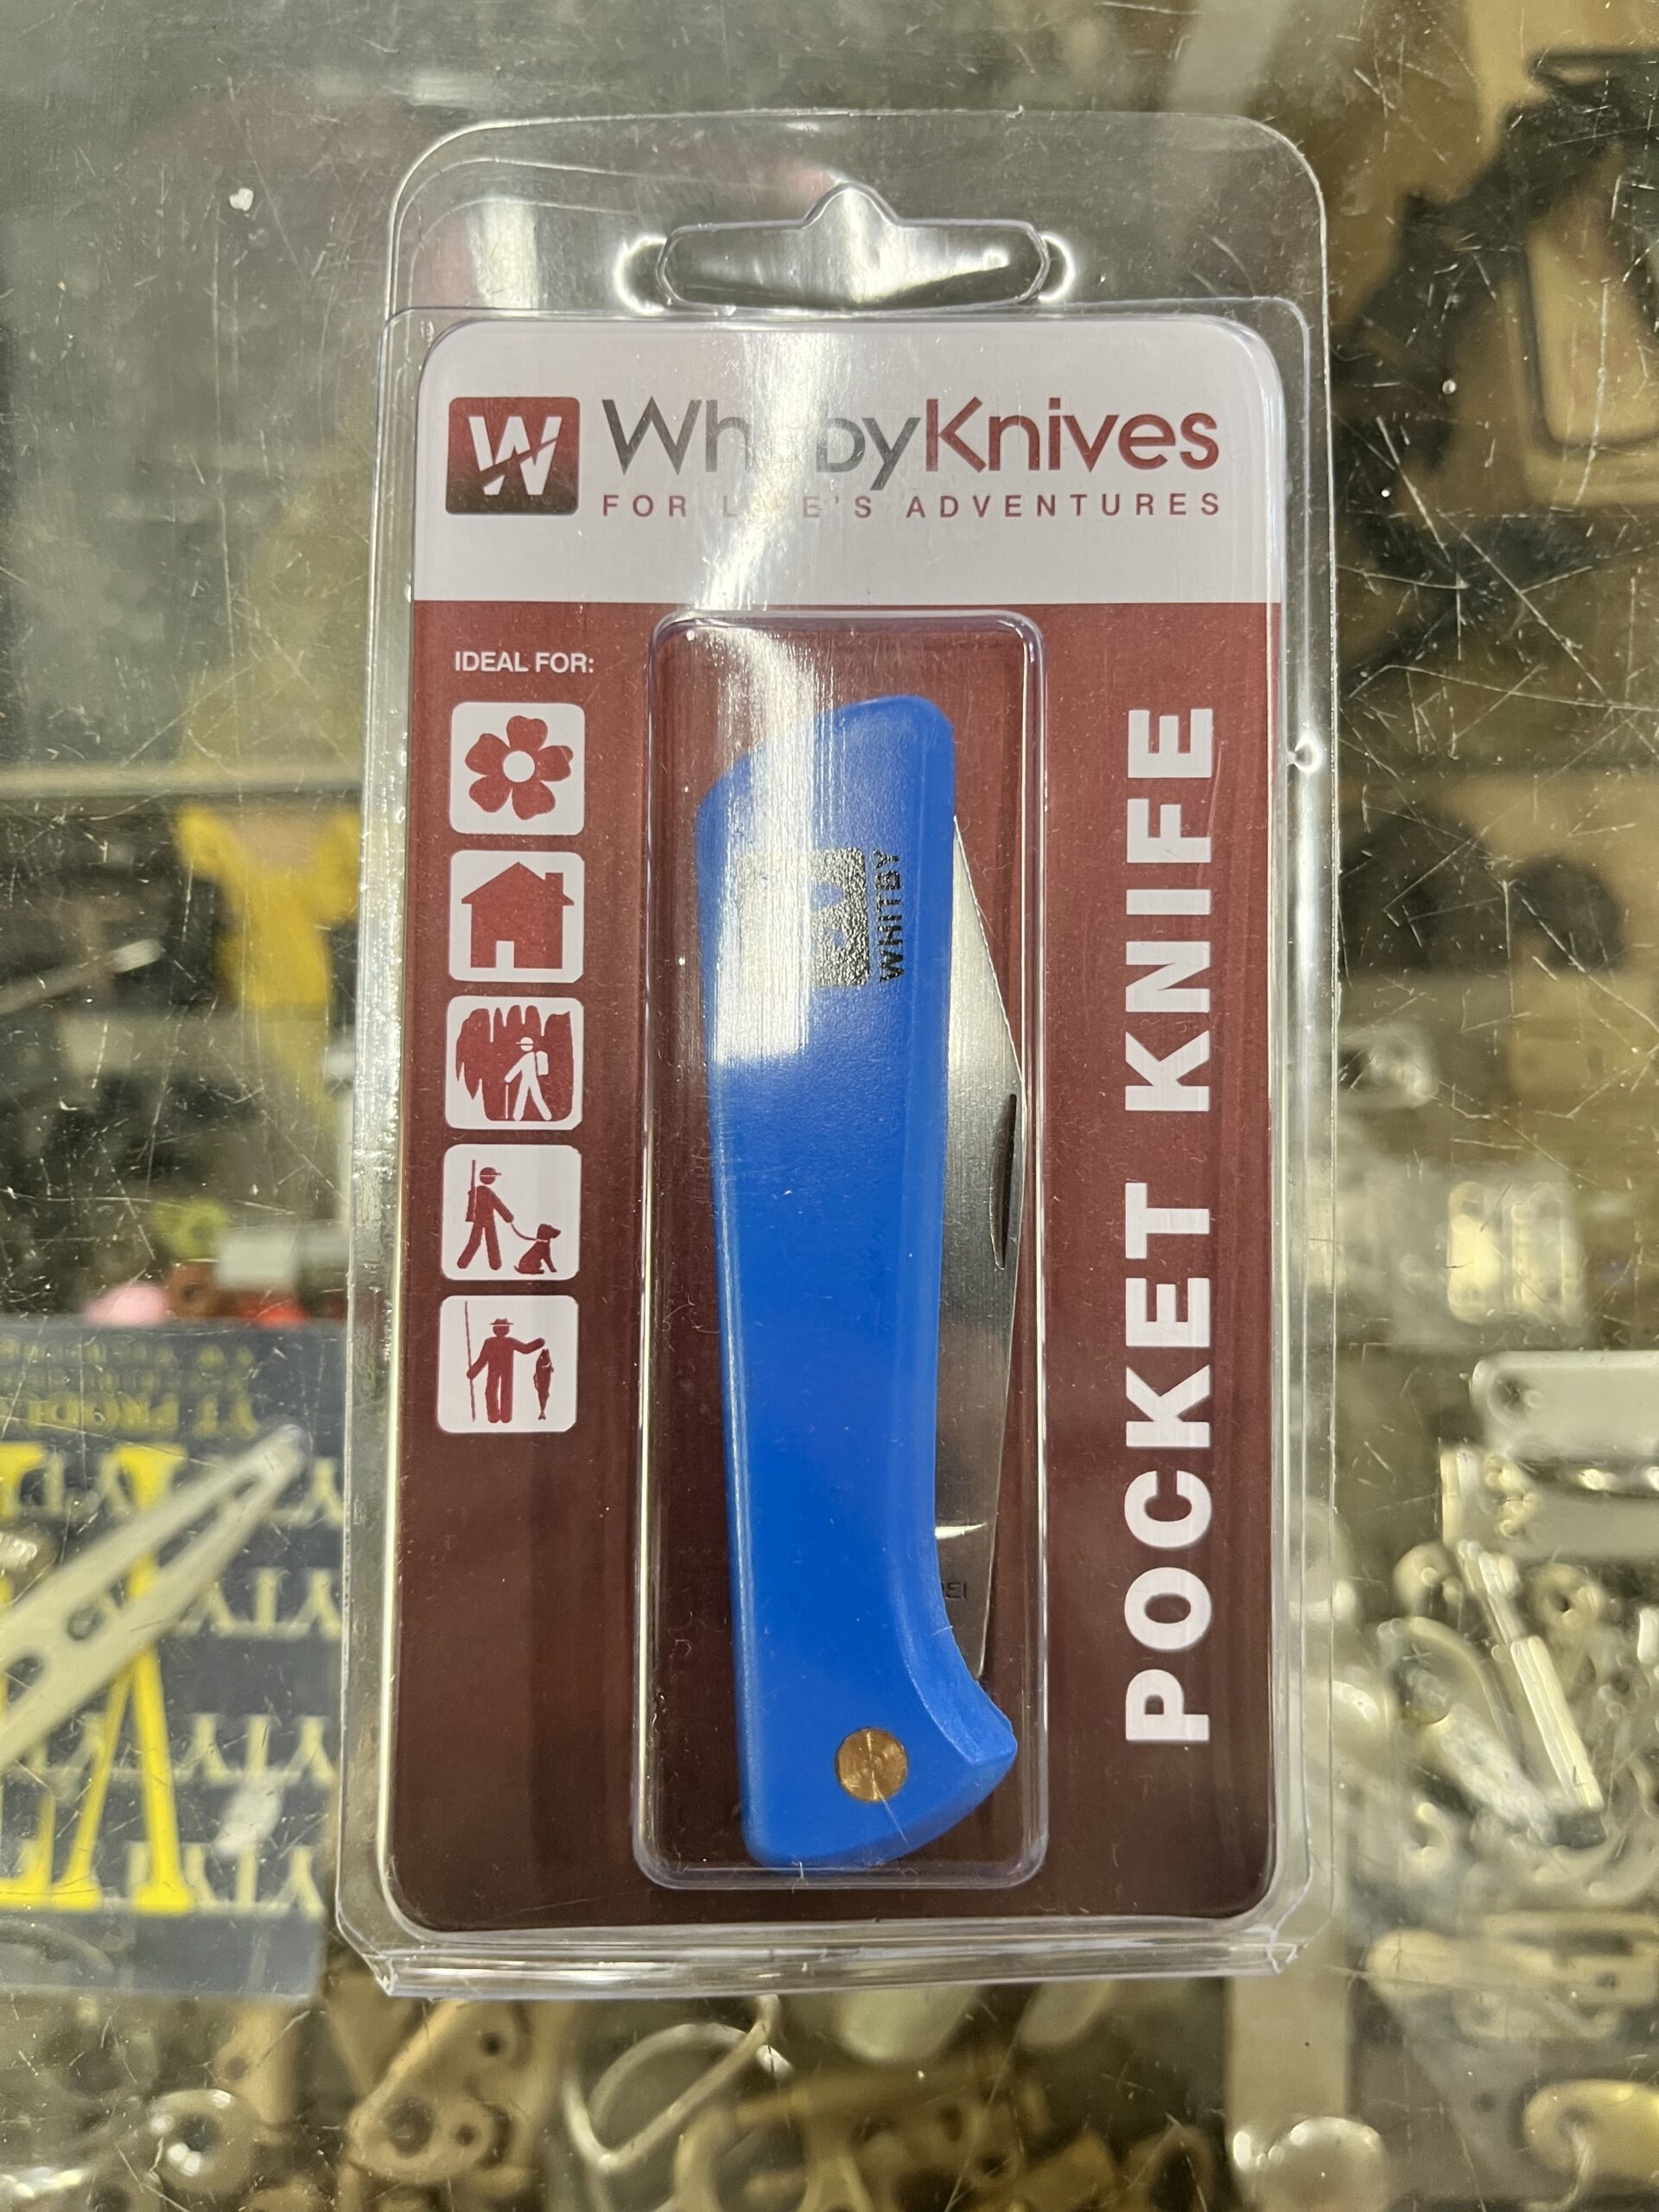 WhitbyKnives
FOR LIFE'S ADVENTURES
IDEAL FOR:
WHITBY
POCKET KNIFE